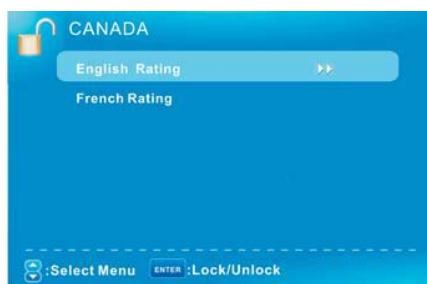 CANADA
English Rating
French Rating
:Select Menu ENTER :Lock/Unlock